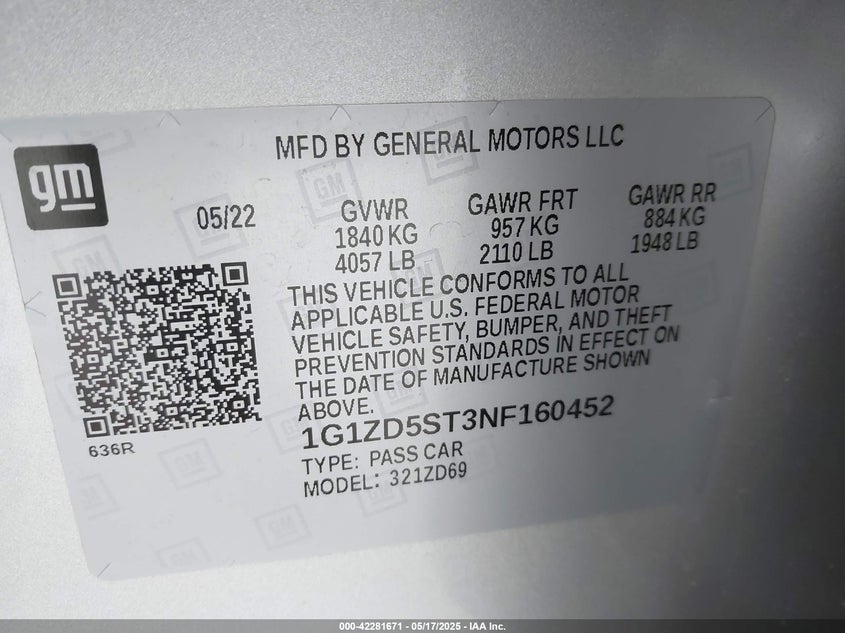 MFD BY GENERAL MOTORS LLC
gm
05/22
GVWR
1840 KG
4057 LB
GAWR FRT
957 KG
2110 LB
GAWR RR
884 KG
1948 LB
THIS VEHICLE CONFORMS TO ALL
APPLICABLE U.S. FEDERAL MOTOR
VEHICLE SAFETY, BUMPER, AND THEFT
PREVENTION STANDARDS IN EFFECT ON
THE DATE OF MANUFACTURE SHOWN
ABOVE.
1G1ZD5ST3NF160452
636R
TYPE: PASS CAR
MODEL: 321ZD69
000-42281671 — 05/17/2025 — IAA Inc.